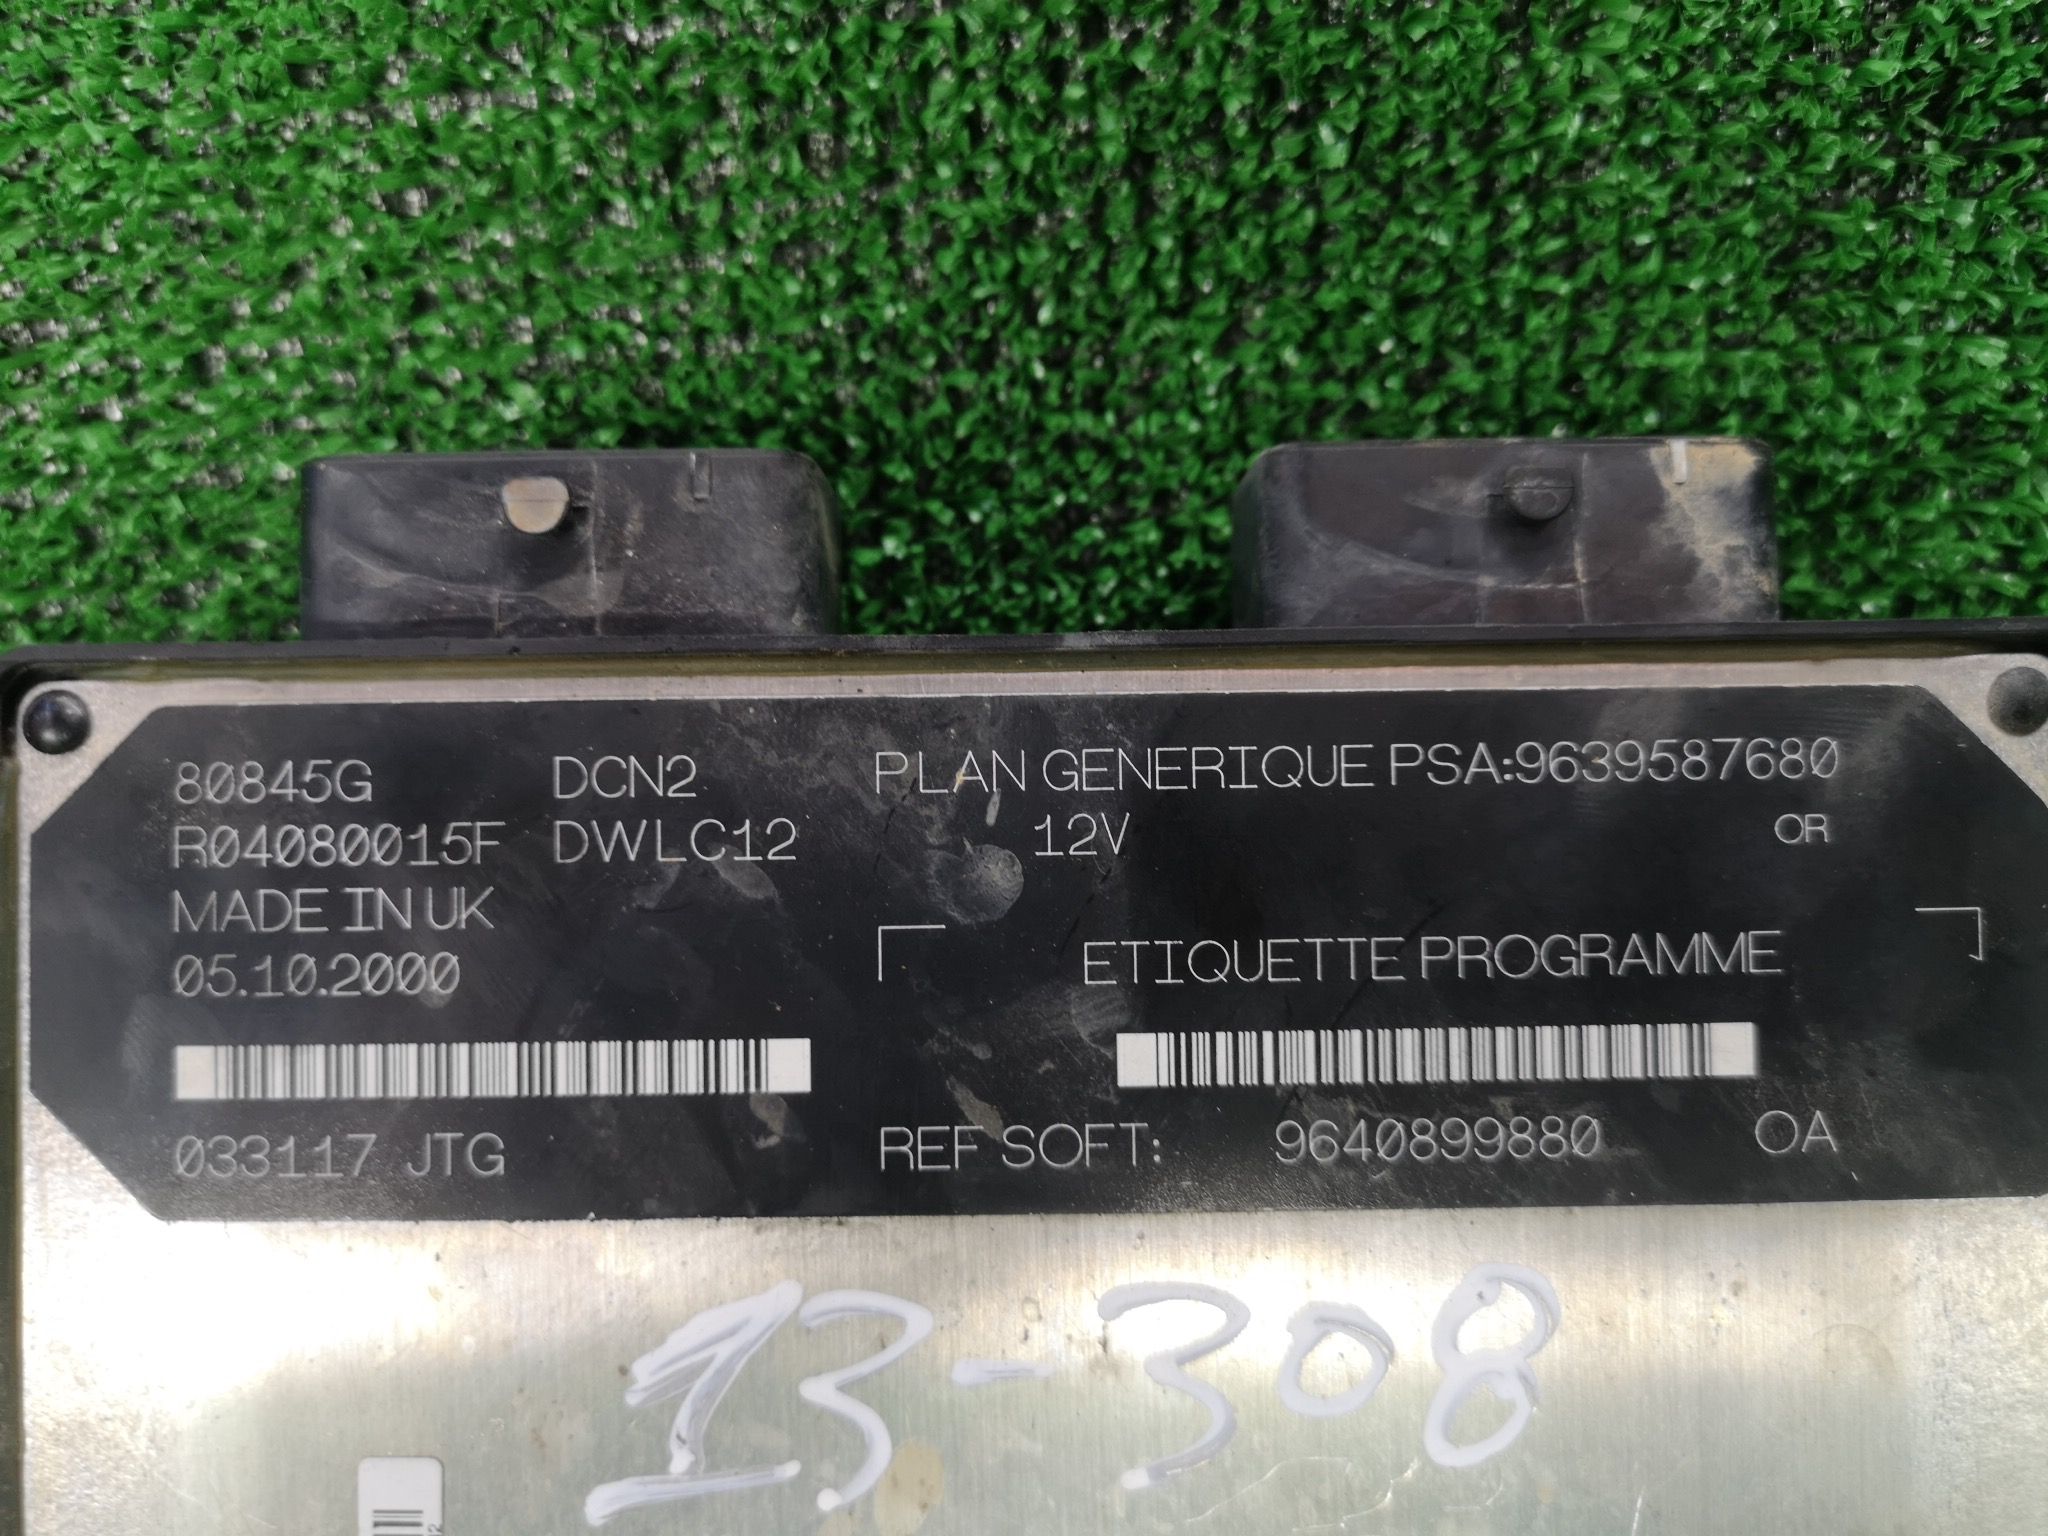 80845G DCN2 PLAN GENERIQUE PSA:9639587680
R04080015F DWLC12 12V OR
MADE IN UK
05.10.2000
ETIQUETTE PROGRAMME
033117 JTG REF SOFT: 9640899880 OA
13-308